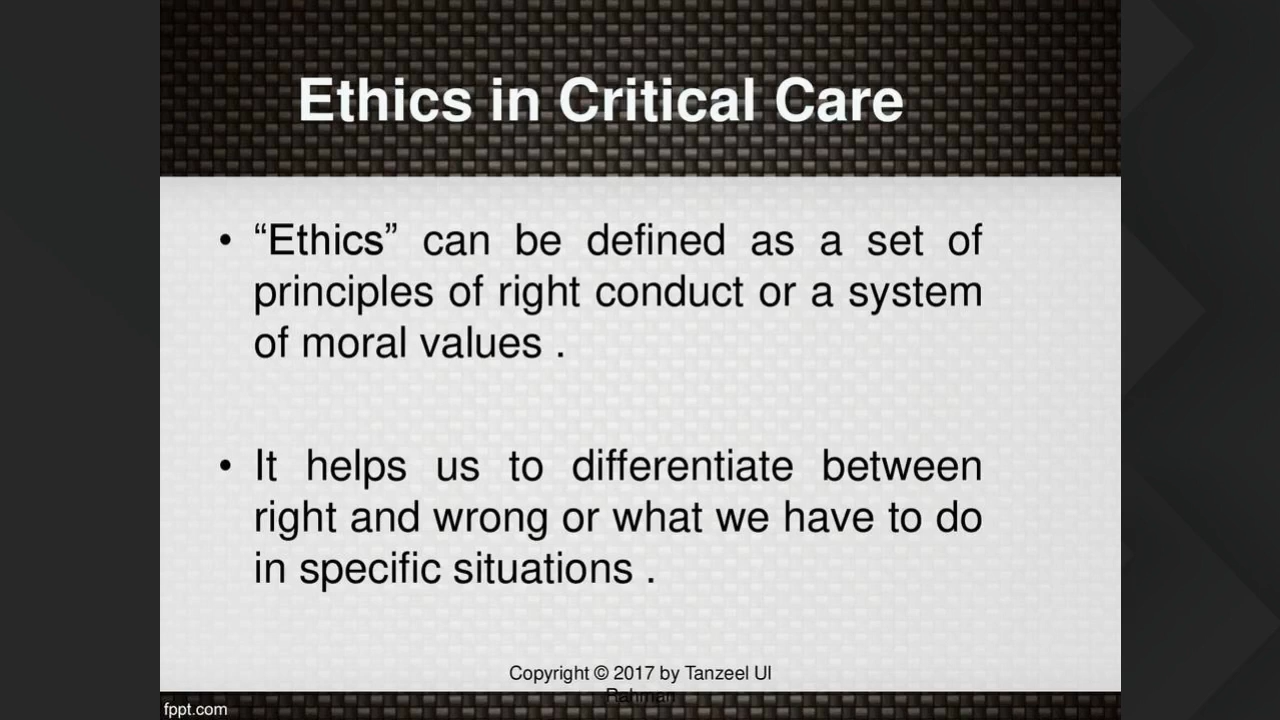 Ethics in Critical Care
• “Ethics” can be defined as a set of
principles of right conduct or a system
of moral values .
• It helps us to differentiate between
right and wrong or what we have to do
in specific situations .
Copyright © 2017 by Tanzeel Ul
Rahman
fppt.com